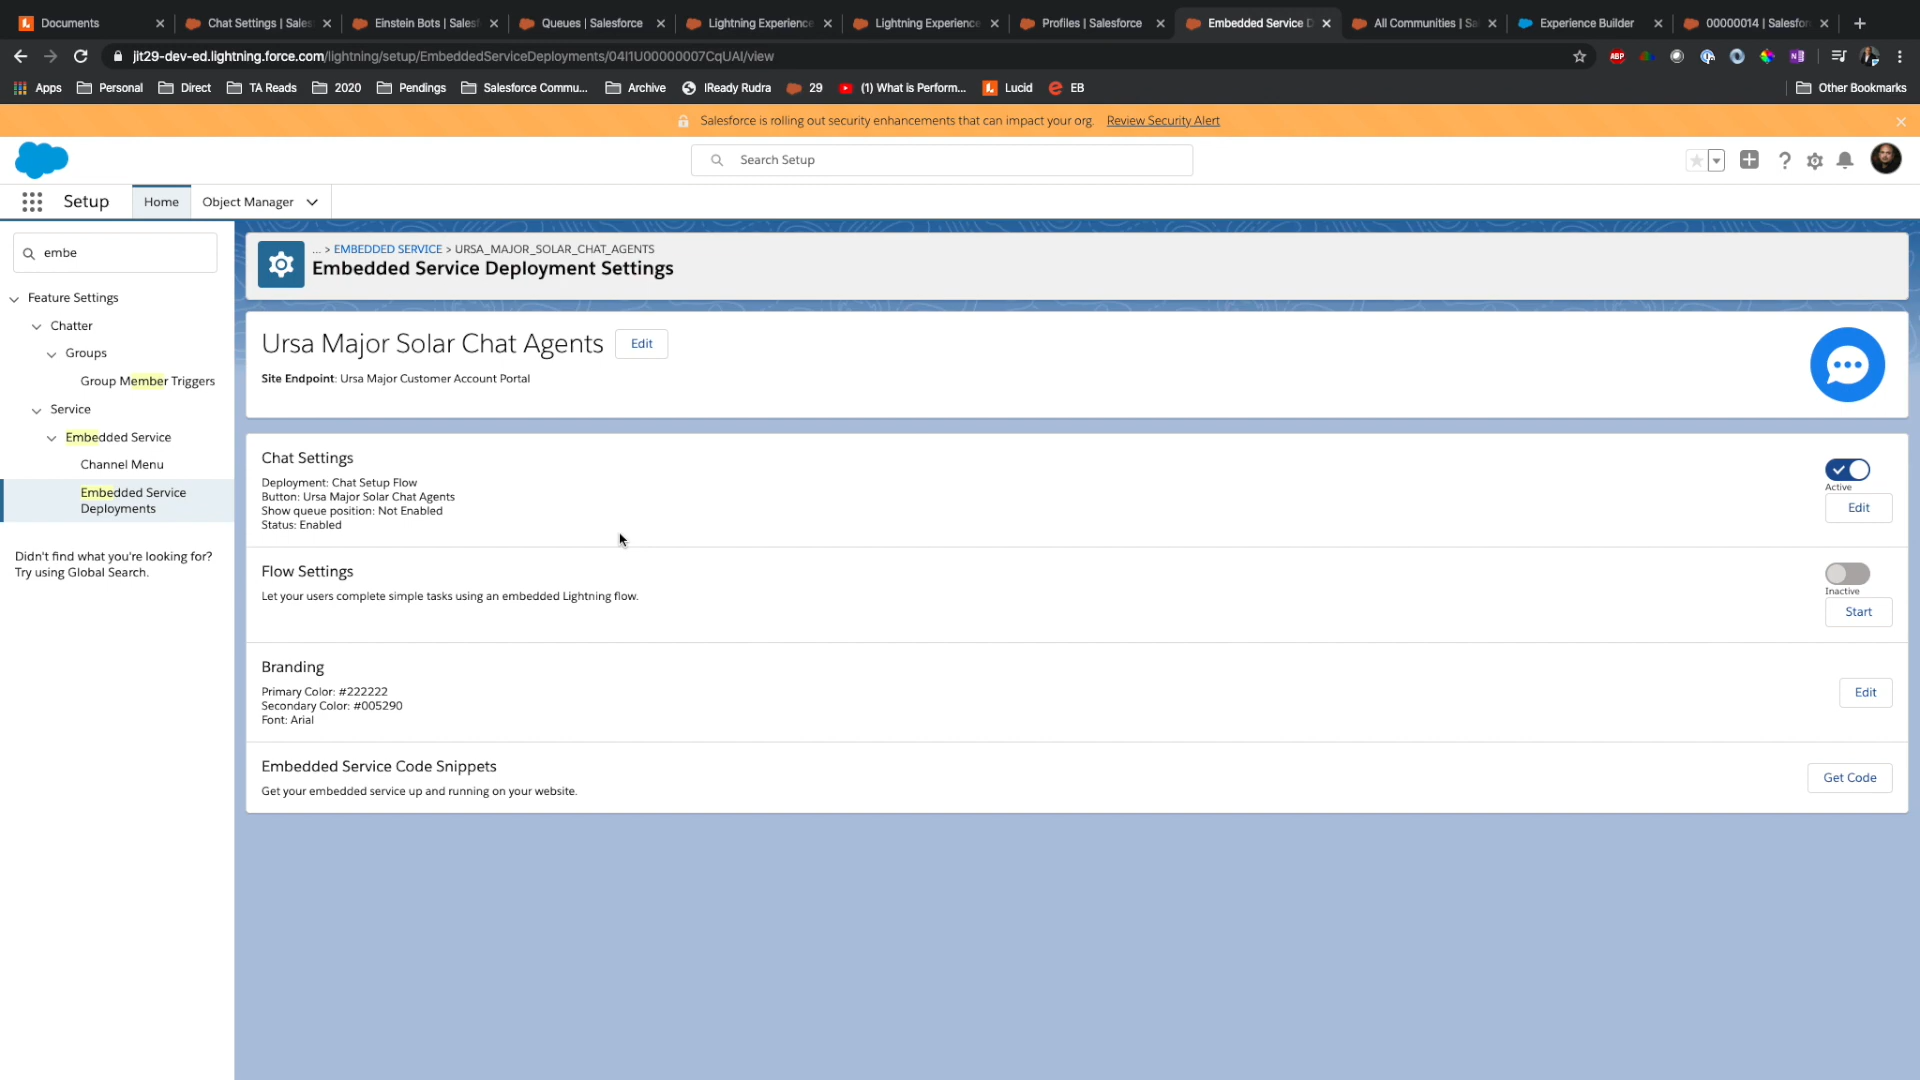 Documents
Chat Settings | Sales
Einstein Bots | Salesf
Queues | Salesforce
Lightning Experience
Lightning Experience
Profiles | Salesforce
Embedded Service D
All Communities | Sa
Experience Builder
00000014 | Salesfor
jit29-dev-ed.lightning.force.com/lightning/setup/EmbeddedServiceDeployments/04I1U00000007CqUAI/view
ABP
Apps
Personal
Direct
TA Reads
2020
Pendings
Salesforce Commu...
Archive
IReady Rudra
29
(1) What is Perform...
Lucid
EB
Other Bookmarks
Salesforce is rolling out security enhancements that can impact your org. Review Security Alert
Search Setup
Setup
Home
Object Manager
embe
Feature Settings
Chatter
Groups
Group Member Triggers
Service
Embedded Service
Channel Menu
Embedded Service
Deployments
Didn't find what you're looking for?
Try using Global Search.
... > EMBEDDED SERVICE > URSA_MAJOR_SOLAR_CHAT_AGENTS
Embedded Service Deployment Settings
Ursa Major Solar Chat Agents
Edit
Site Endpoint: Ursa Major Customer Account Portal
Chat Settings
Deployment: Chat Setup Flow
Button: Ursa Major Solar Chat Agents
Show queue position: Not Enabled
Status: Enabled
Active
Edit
Flow Settings
Let your users complete simple tasks using an embedded Lightning flow.
Inactive
Start
Branding
Primary Color: #222222
Secondary Color: #005290
Font: Arial
Edit
Embedded Service Code Snippets
Get your embedded service up and running on your website.
Get Code